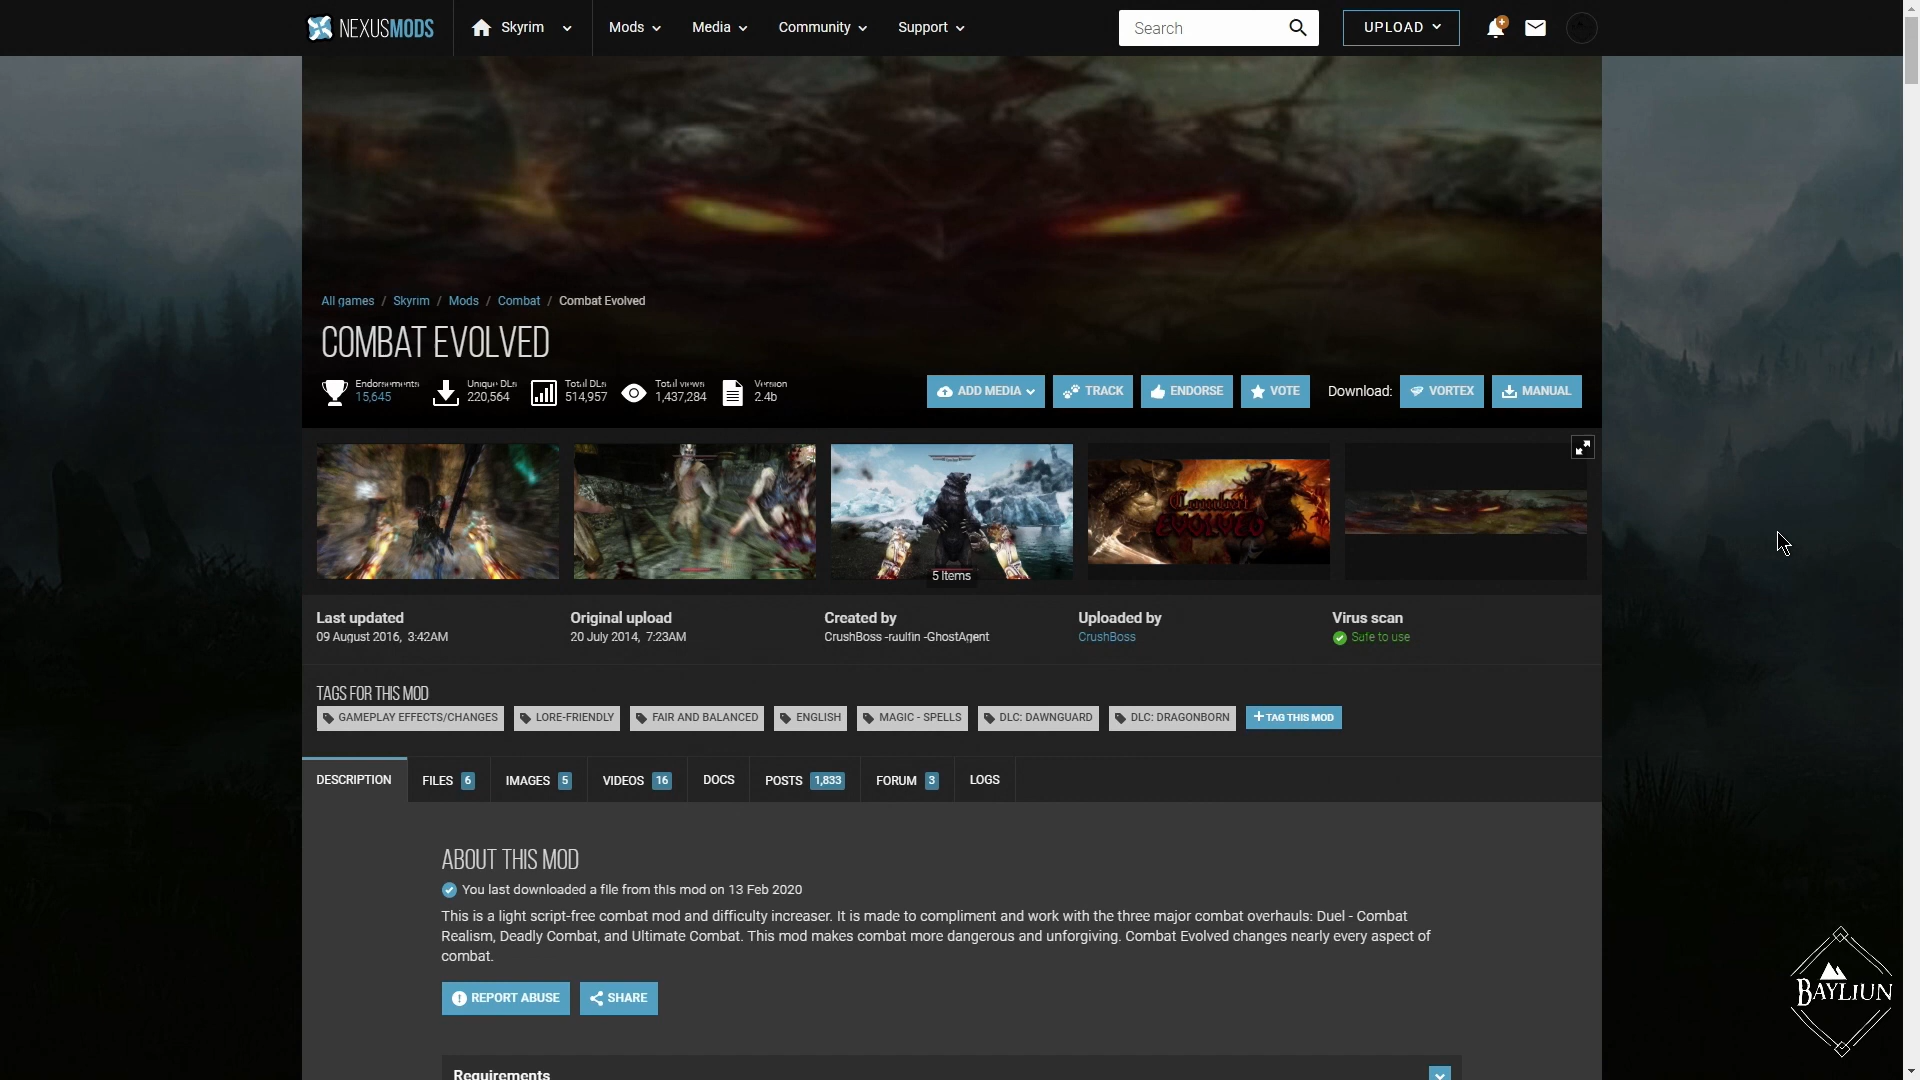 NEXUSMODS Skyrim Mods Media Community Support Search UPLOAD
All games / Skyrim / Mods / Combat / Combat Evolved
COMBAT EVOLVED
Endorsements Unique DLs Total DLs Total views Version
15,645 220,564 514,957 1,437,284 2.4b
ADD MEDIA TRACK ENDORSE VOTE Download: VORTEX MANUAL
Combat
EVOLVED
5 Items
Last updated Original upload Created by Uploaded by Virus scan
09 August 2016, 3:42AM 20 July 2014, 7:23AM CrushBoss -raulfin -GhostAgent CrushBoss Safe to use
TAGS FOR THIS MOD
GAMEPLAY EFFECTS/CHANGES LORE-FRIENDLY FAIR AND BALANCED ENGLISH MAGIC - SPELLS DLC: DAWNGUARD DLC: DRAGONBORN + TAG THIS MOD
DESCRIPTION FILES 6 IMAGES 5 VIDEOS 16 DOCS POSTS 1,833 FORUM 3 LOGS
ABOUT THIS MOD
You last downloaded a file from this mod on 13 Feb 2020
This is a light script-free combat mod and difficulty increaser. It is made to compliment and work with the three major combat overhauls: Duel - Combat
Realism, Deadly Combat, and Ultimate Combat. This mod makes combat more dangerous and unforgiving. Combat Evolved changes nearly every aspect of
combat.
REPORT ABUSE SHARE
BAYLIUN
Requirements